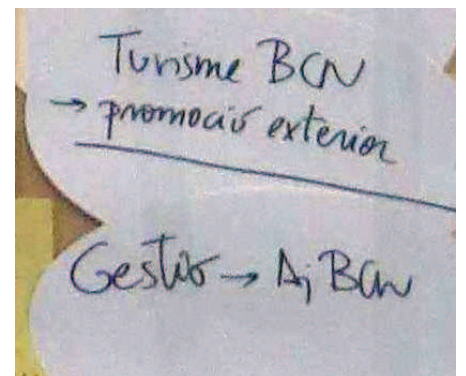 Turisme BCN
→ promoció exterior
Gestió → Aj BCN